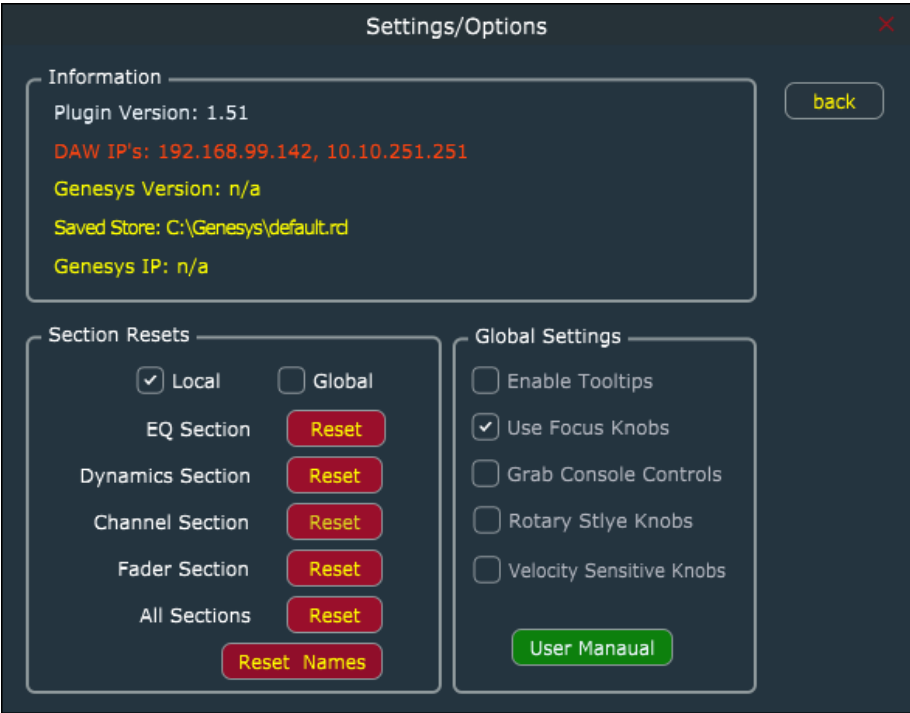 Settings/Options
Information
Plugin Version: 1.51
back
DAW IP's: 192.168.99.142, 10.10.251.251
Genesys Version: n/a
Saved Store: C:\Genesys\default.rcl
Genesys IP: n/a
Section Resets
Local Global
EQ Section Reset
Dynamics Section Reset
Channel Section Reset
Fader Section Reset
All Sections Reset
Reset Names
Global Settings
Enable Tooltips
Use Focus Knobs
Grab Console Controls
Rotary Stlye Knobs
Velocity Sensitive Knobs
User Manaual